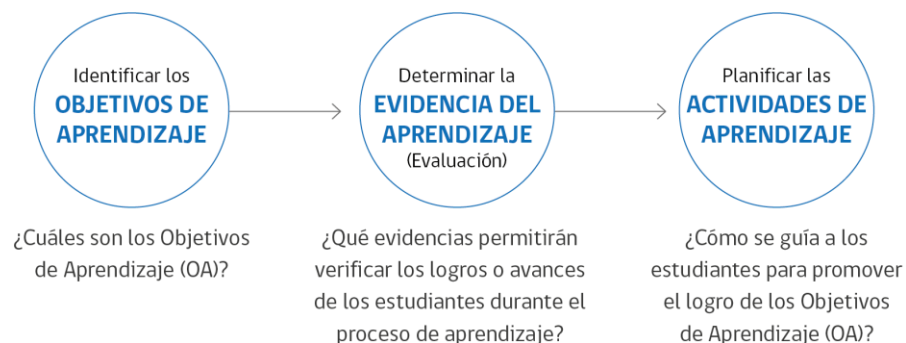 Identificar los
OBJETIVOS DE
APRENDIZAJE
Determinar la
EVIDENCIA DEL
APRENDIZAJE
(Evaluación)
Planificar las
ACTIVIDADES DE
APRENDIZAJE
¿Cuáles son los Objetivos
de Aprendizaje (OA)?
¿Qué evidencias permitirán
verificar los logros o avances
de los estudiantes durante el
proceso de aprendizaje?
¿Cómo se guía a los
estudiantes para promover
el logro de los Objetivos
de Aprendizaje (OA)?